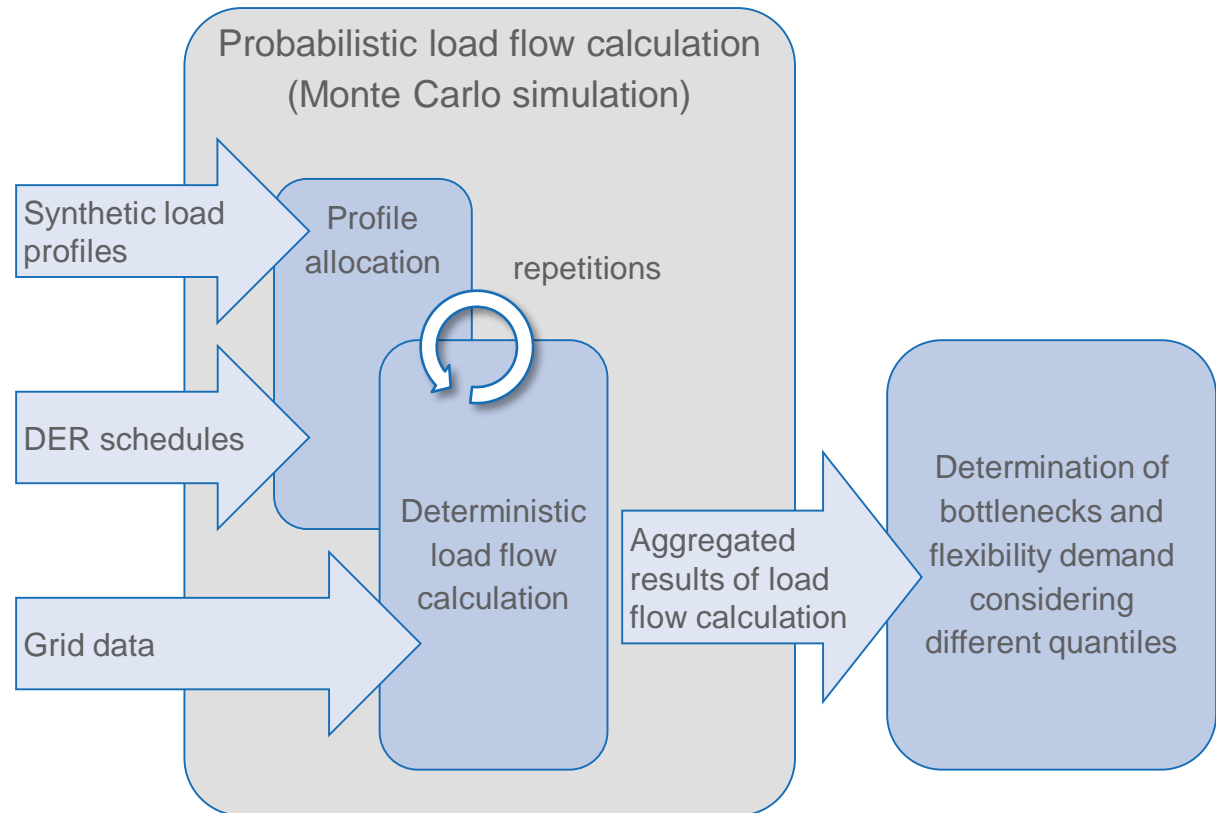 Probabilistic load flow calculation
(Monte Carlo simulation)
Synthetic load
profiles
Profile
allocation
repetitions
DER schedules
Deterministic
load flow
calculation
Grid data
Aggregated
results of load
flow calculation
Determination of
bottlenecks and
flexibility demand
considering
different quantiles